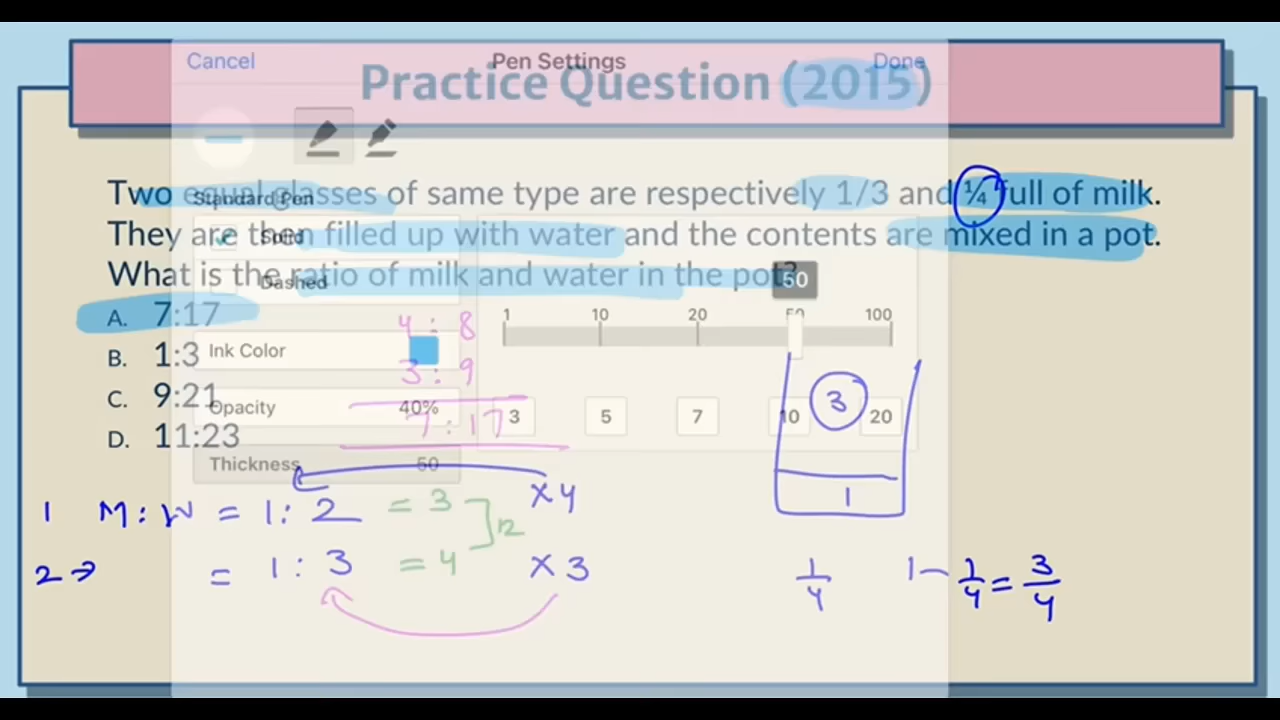 Cancel Pen Settings Done
Practice Question (2015)
Two equal glasses of same type are respectively 1/3 and ¼ full of milk.
Standard Pen
They are then filled up with water and the contents are mixed in a pot.
Solid
What is the ratio of milk and water in the pot?
Dashed
50
A. 7:17
1 10 20 50 100
4 : 8
B. 1:3
Ink Color
3 : 9
C. 9:21
Opacity 40%
7 : 17
3 5 7 10 20
3
D. 11:23
Thickness 50
1 M : W = 1 : 2 = 3 x 4
1
12
2 → = 1 : 3 = 4 x 3
1/4 1 - 1/4 = 3/4